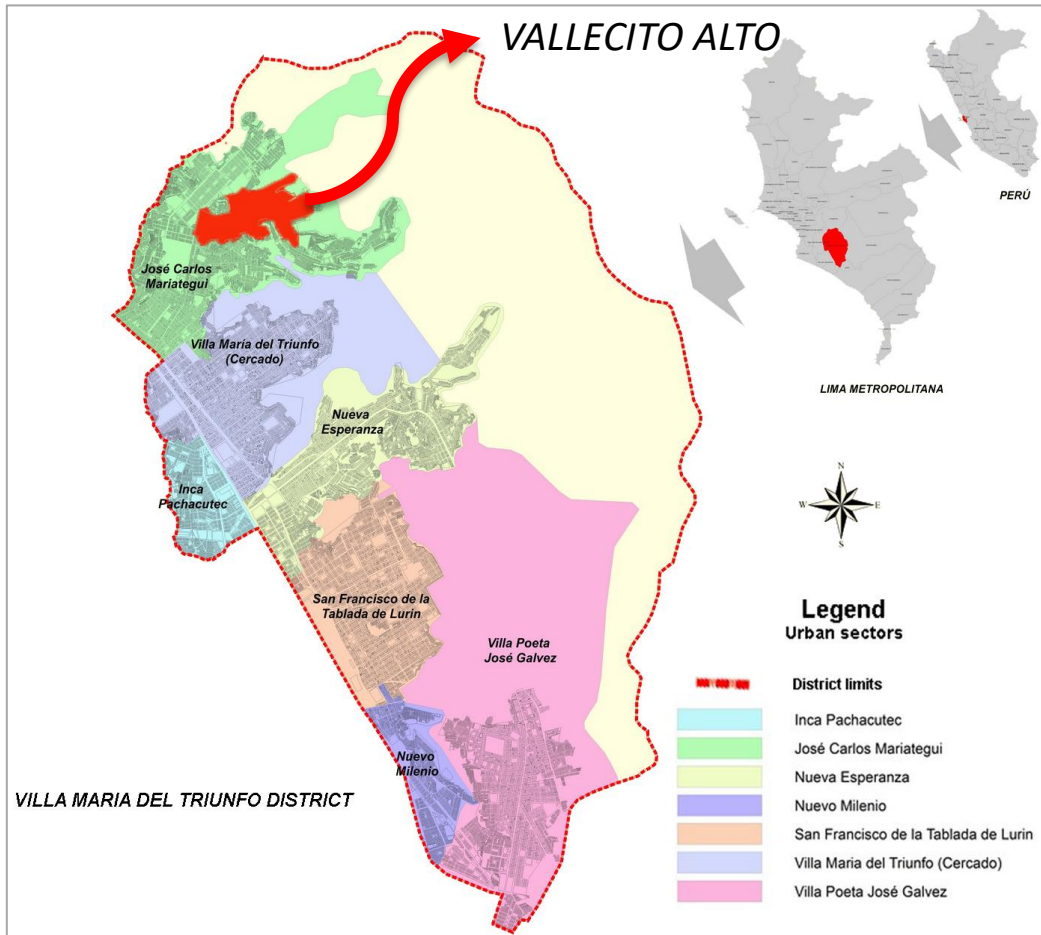 VALLECITO ALTO
PERÚ
LIMA METROPOLITANA
José Carlos
Mariategui
Villa María del Triunfo
(Cercado)
Nueva
Esperanza
Inca
Pachacutec
San Francisco de la
Tablada de Lurin
Villa Poeta
José Galvez
Nuevo
Milenio
VILLA MARIA DEL TRIUNFO DISTRICT
N
W
E
S
Legend
Urban sectors
District limits
Inca Pachacutec
José Carlos Mariategui
Nueva Esperanza
Nuevo Milenio
San Francisco de la Tablada de Lurin
Villa Maria del Triunfo (Cercado)
Villa Poeta José Galvez